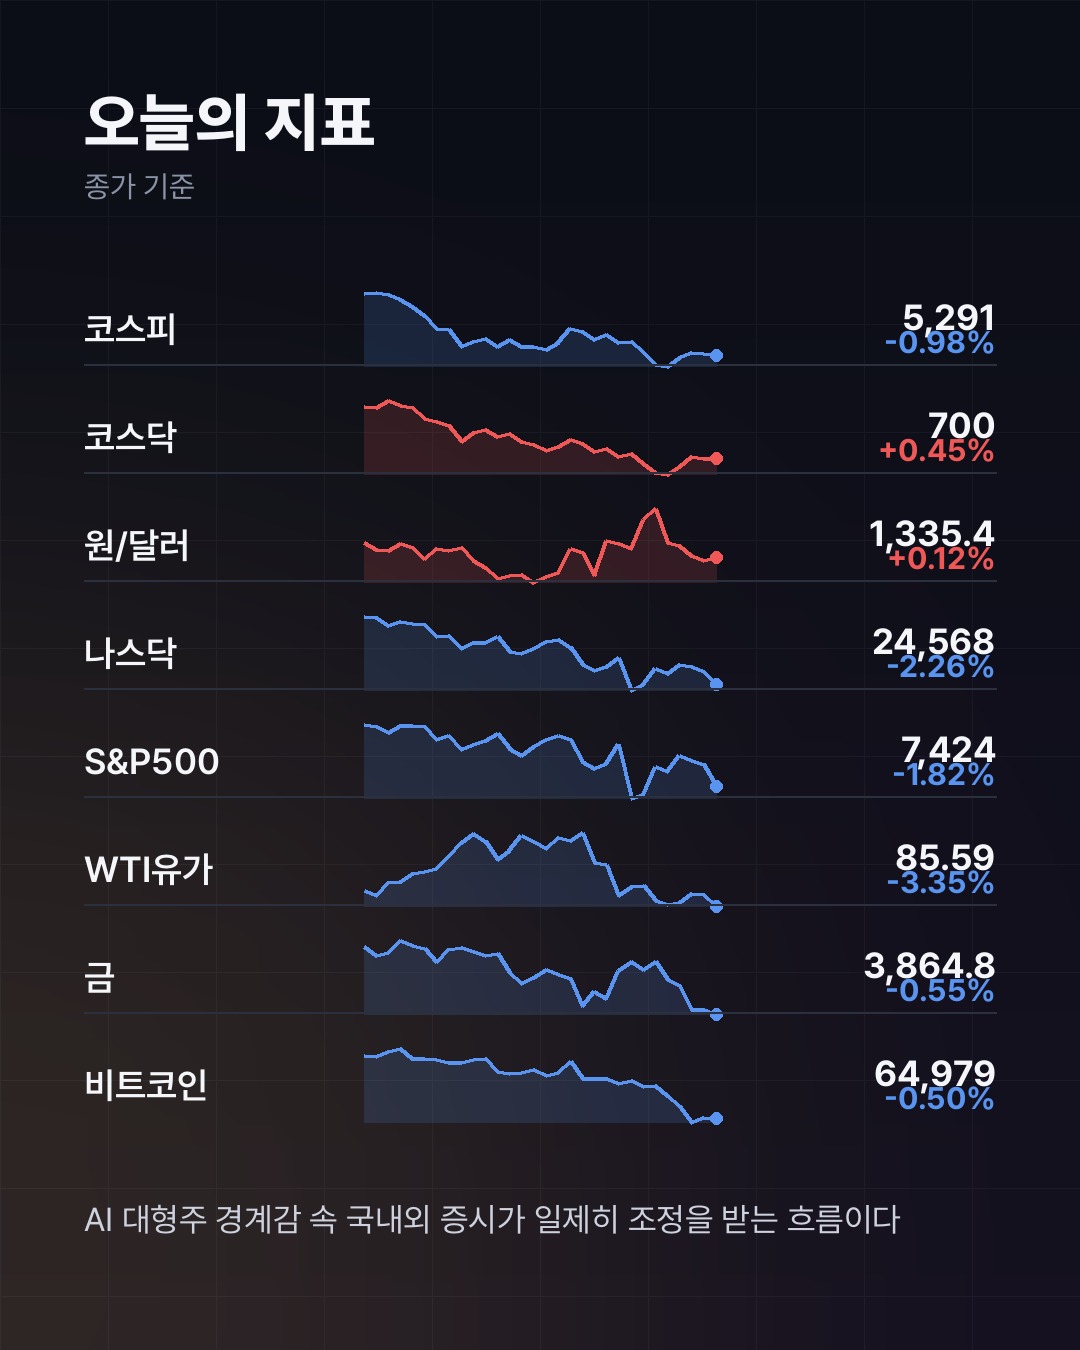 오늘의 지표
종가 기준
코스피 5,291
-0.98%
코스닥 700
+0.45%
원/달러 1,335.4
+0.12%
나스닥 24,568
-2.26%
S&P500 7,424
-1.82%
WTI유가 85.59
-3.35%
금 3,864.8
-0.55%
비트코인 64,979
-0.50%
AI 대형주 경계감 속 국내외 증시가 일제히 조정을 받는 흐름이다